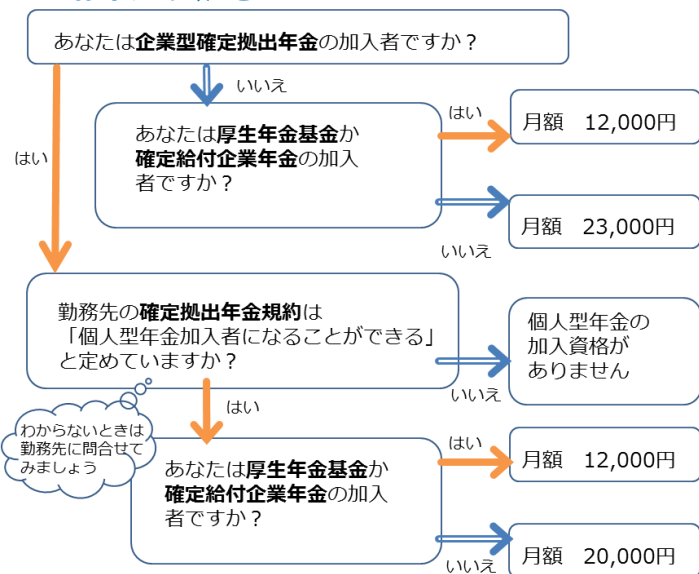 あなたは企業型確定拠出年金の加入者ですか？
いいえ
はい
あなたは厚生年金基金か
確定給付企業年金の加入
者ですか？
はい
月額　12,000円
いいえ
月額　23,000円
勤務先の確定拠出年金規約は
「個人型年金加入者になることができる」
と定めていますか？
いいえ
個人型年金の
加入資格が
ありません
はい
わからないときは
勤務先に問合せて
みましょう
あなたは厚生年金基金か
確定給付企業年金の加入
者ですか？
はい
月額　12,000円
いいえ
月額　20,000円